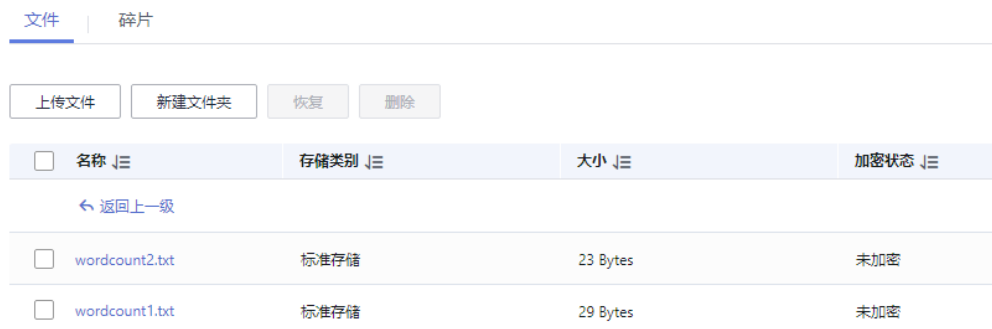 文件 碎片
上传文件 新建文件夹 恢复 删除
名称 存储类别 大小 加密状态
返回上一级
wordcount2.txt 标准存储 23 Bytes 未加密
wordcount1.txt 标准存储 29 Bytes 未加密